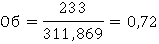 Об = 233 / 311,869 = 0,72